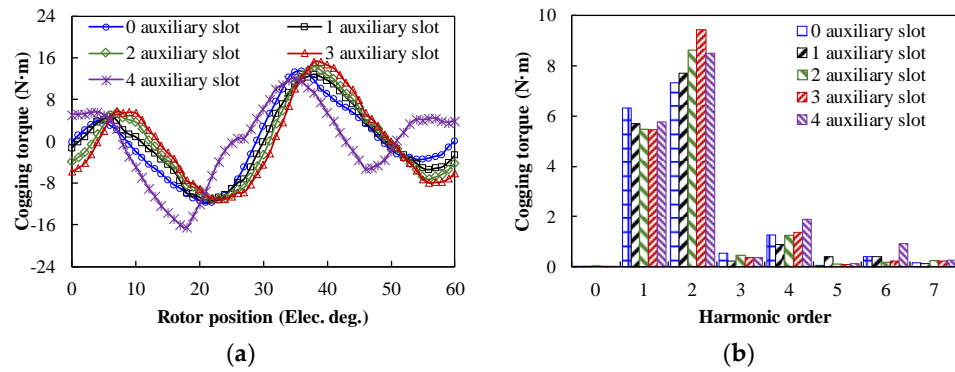 24
16
8
0
-8
-16
-24
Cogging torque (N·m)
0 auxiliary slot
1 auxiliary slot
2 auxiliary slot
3 auxiliary slot
4 auxiliary slot
0 10 20 30 40 50 60
Rotor position (Elec. deg.)
(a)
10
8
6
4
2
0
Cogging torque (N·m)
0 auxiliary slot
1 auxiliary slot
2 auxiliary slot
3 auxiliary slot
4 auxiliary slot
0 1 2 3 4 5 6 7
Harmonic order
(b)